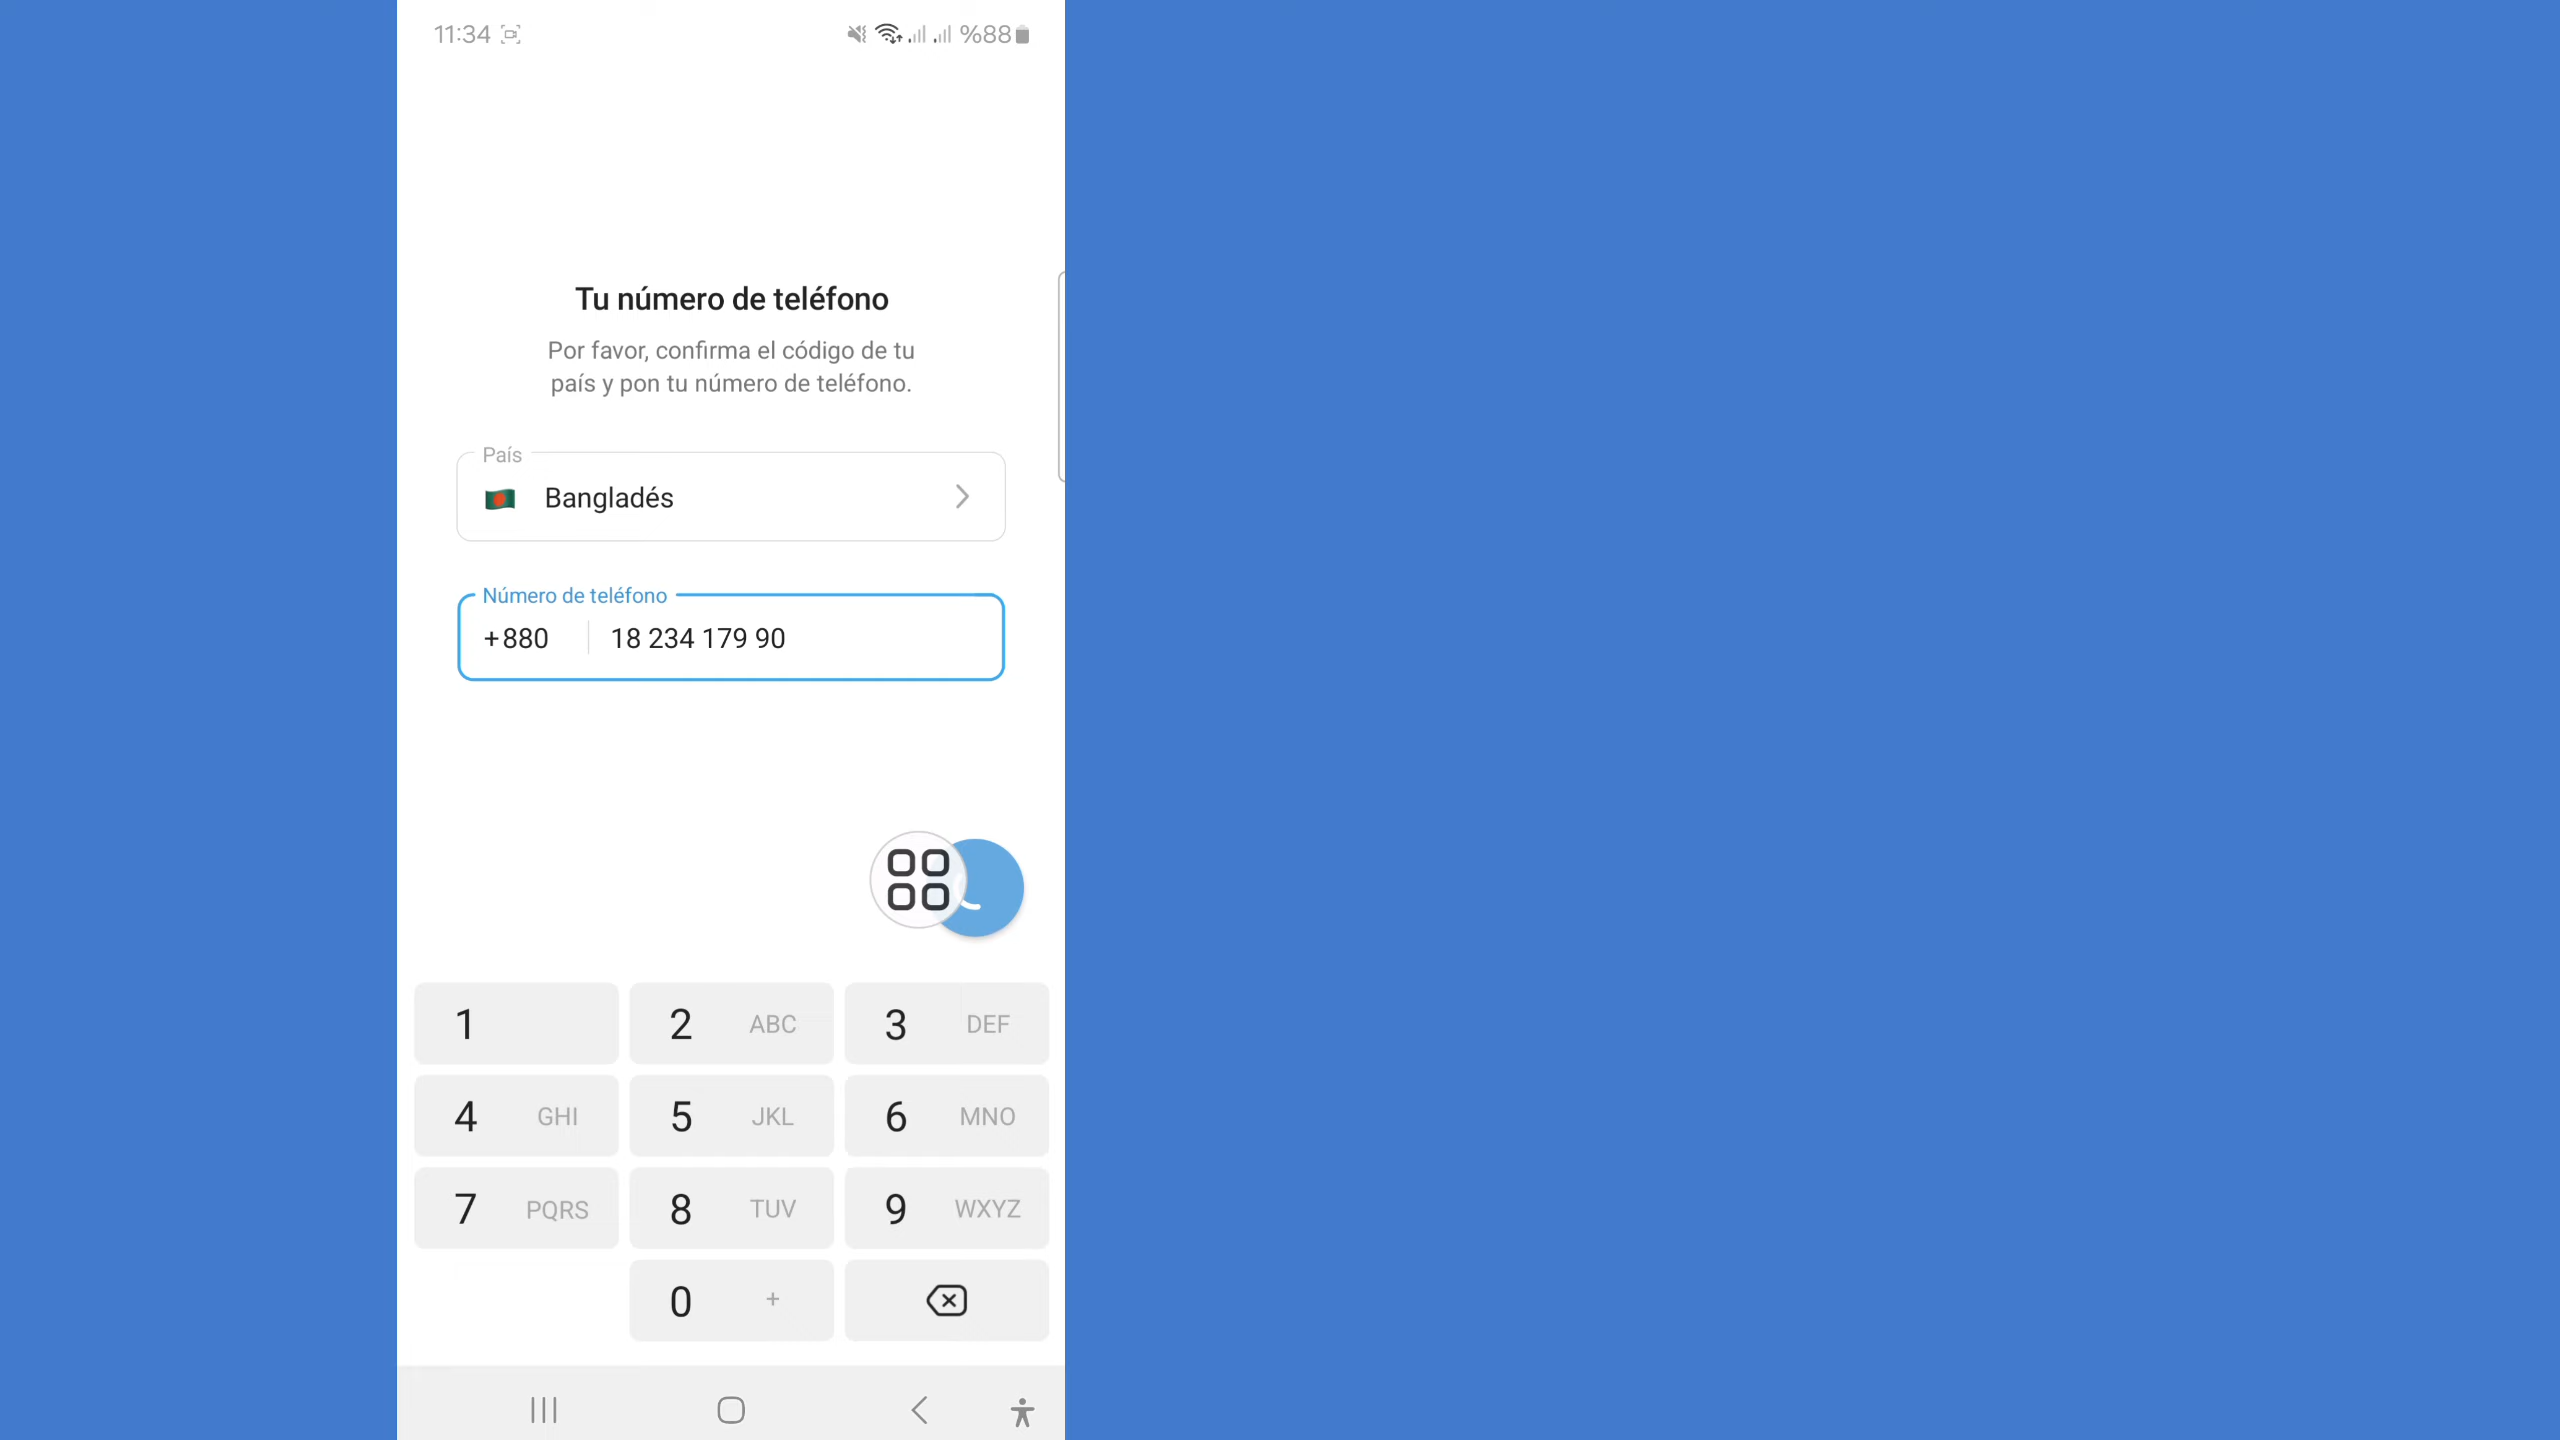 11:34 %88
Tu número de teléfono
Por favor, confirma el código de tu
país y pon tu número de teléfono.
País
Bangladés
Número de teléfono
+880 18 234 179 90
1 2 ABC 3 DEF
4 GHI 5 JKL 6 MNO
7 PQRS 8 TUV 9 WXYZ
0 +